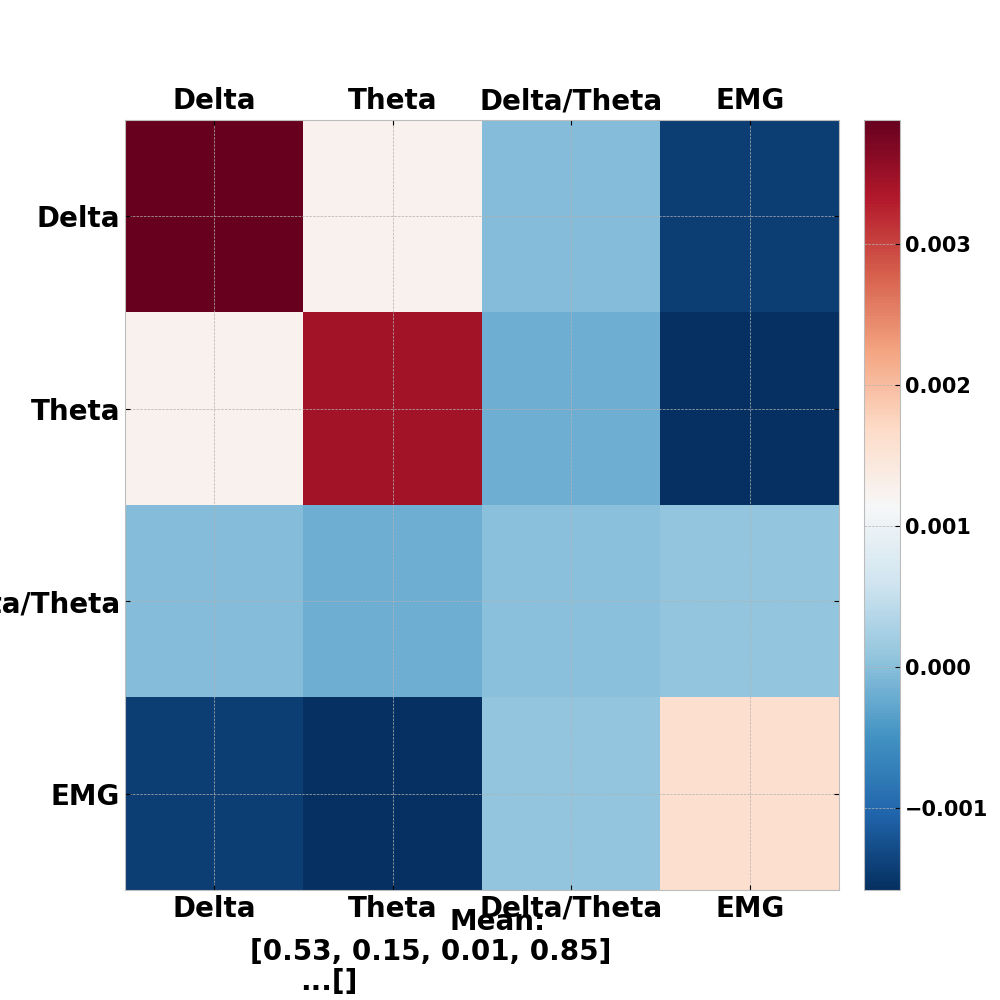 Delta Theta Delta/Theta EMG
Delta
Theta
ta/Theta
EMG
0.003
0.002
0.001
0.000
−0.001
Delta Theta Delta/Theta EMG
Mean:
[0.53, 0.15, 0.01, 0.85]
...[]